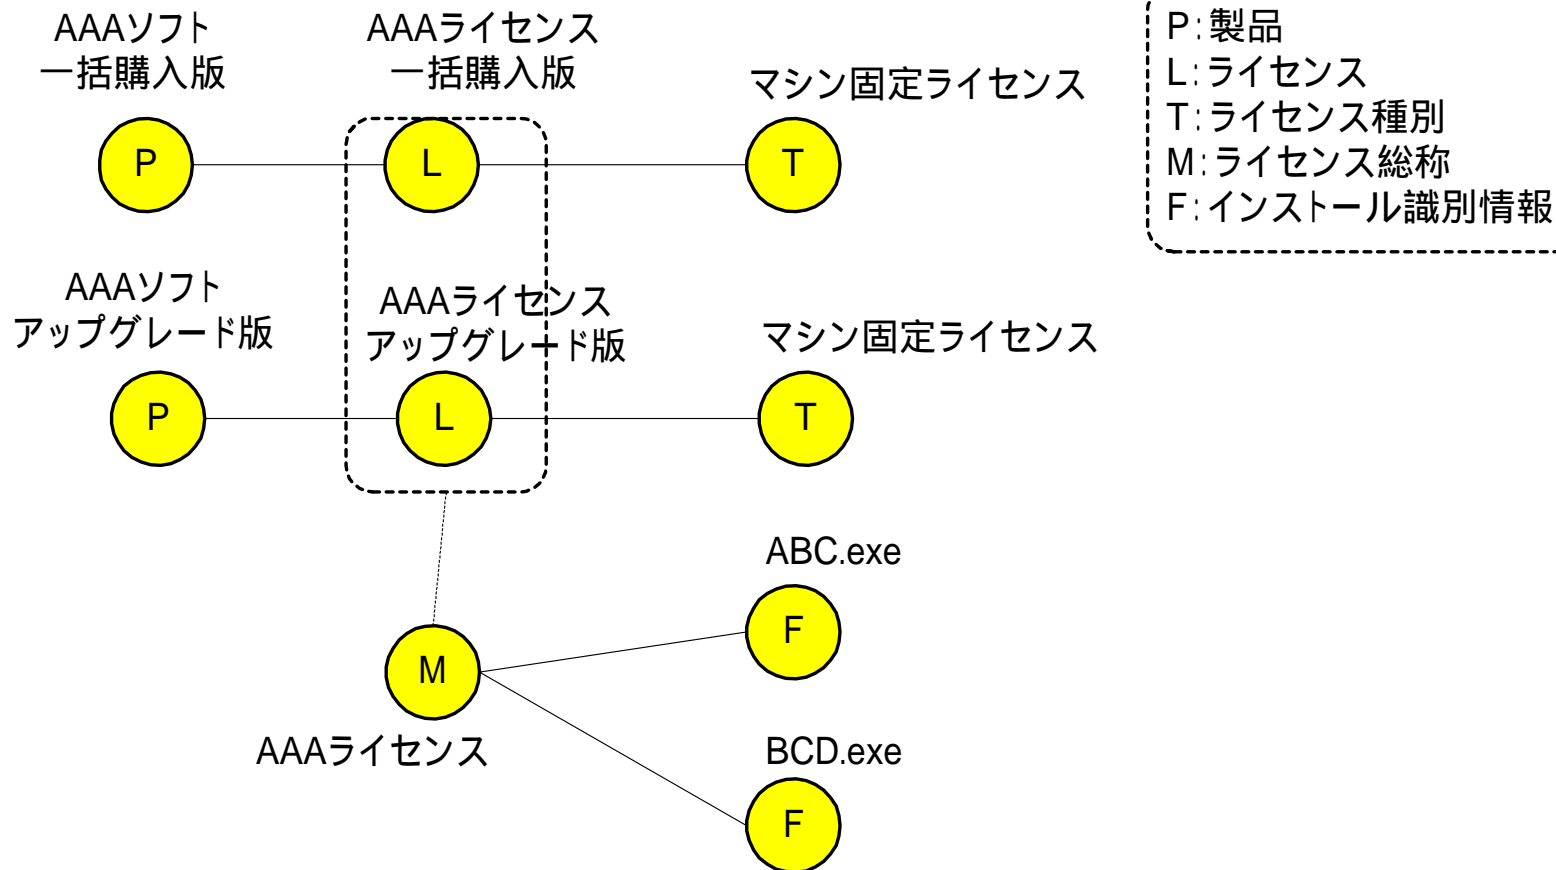 AAAソフト
一括購入版
AAAライセンス
一括購入版
マシン固定ライセンス
P:製品
L:ライセンス
T:ライセンス種別
M:ライセンス総称
F:インストール識別情報
P
L
T
AAAソフト
アップグレード版
AAAライセンス
アップグレード版
マシン固定ライセンス
P
L
T
ABC.exe
F
M
AAAライセンス
BCD.exe
F